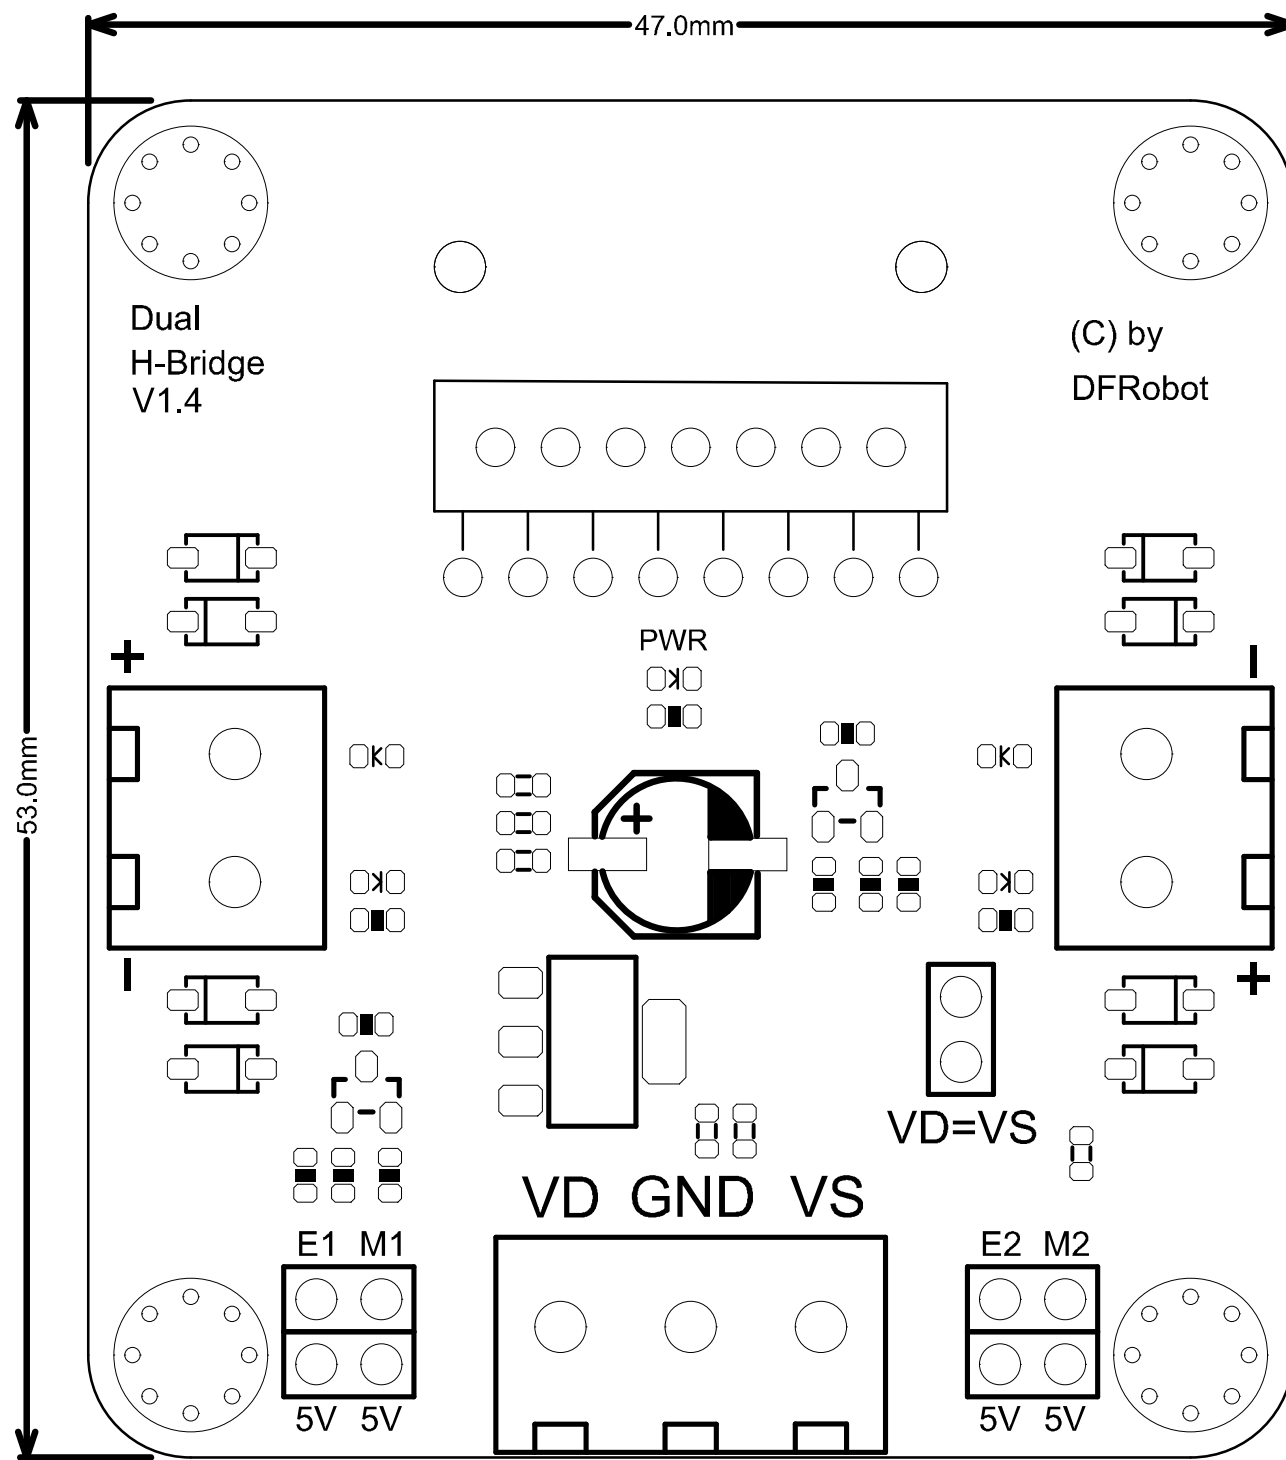 47.0mm
Dual
H-Bridge
V1.4
(C) by
DFRobot
PWR
+
-
53.0mm
+
-
+
VD=VS
VD GND VS
E1 M1
E2 M2
5V 5V
5V 5V